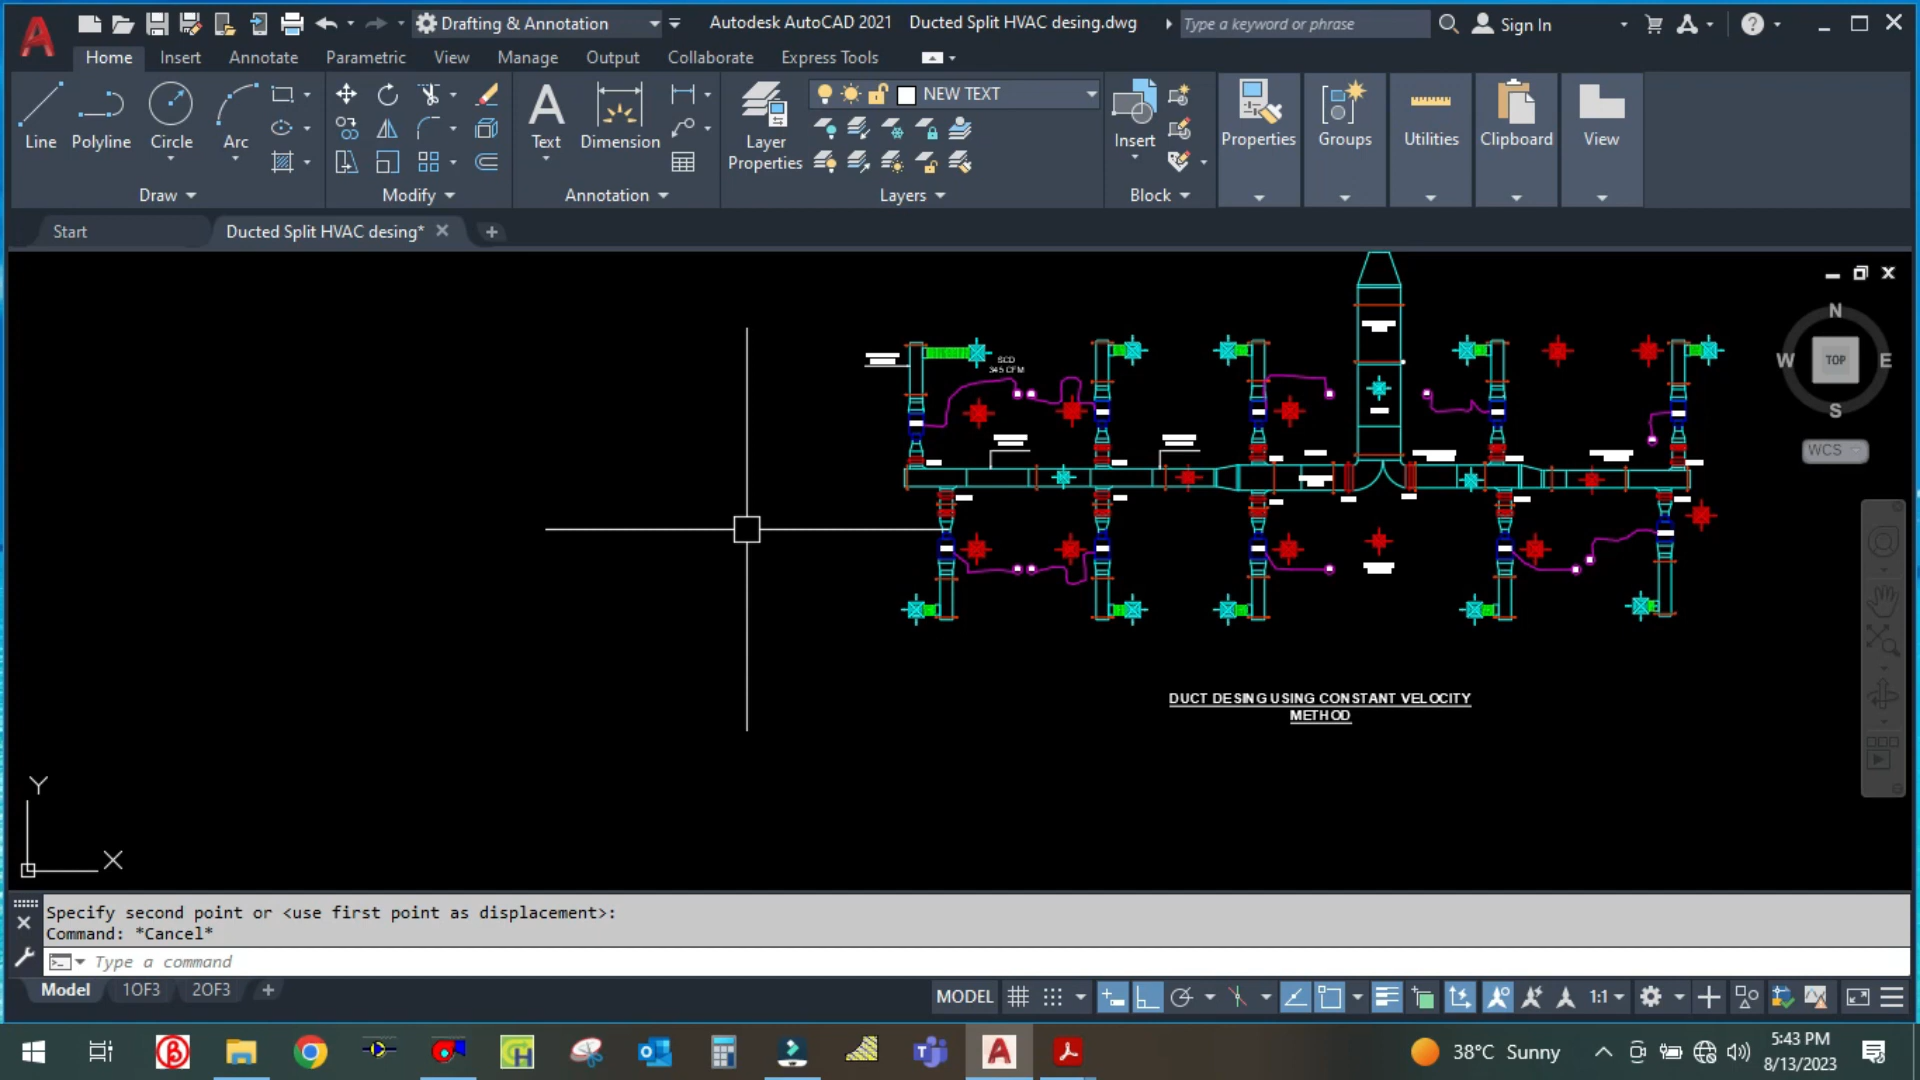 Drafting & Annotation
Autodesk AutoCAD 2021 Ducted Split HVAC desing.dwg
Type a keyword or phrase
Sign In
Home Insert Annotate Parametric View Manage Output Collaborate Express Tools
Line Polyline Circle Arc
Text Dimension
Layer Properties
NEW TEXT
Insert
Properties Groups Utilities Clipboard View
Draw Modify Annotation Layers Block
Start Ducted Split HVAC desing*
N
W TOP E
S
WCS
SCD
345 CFM
DUCT DESING USING CONSTANT VELOCITY
METHOD
Y
X
Specify second point or <use first point as displacement>:
Command: *Cancel*
Type a command
Model 1OF3 2OF3
MODEL 1:1
38°C Sunny
5:43 PM
8/13/2023